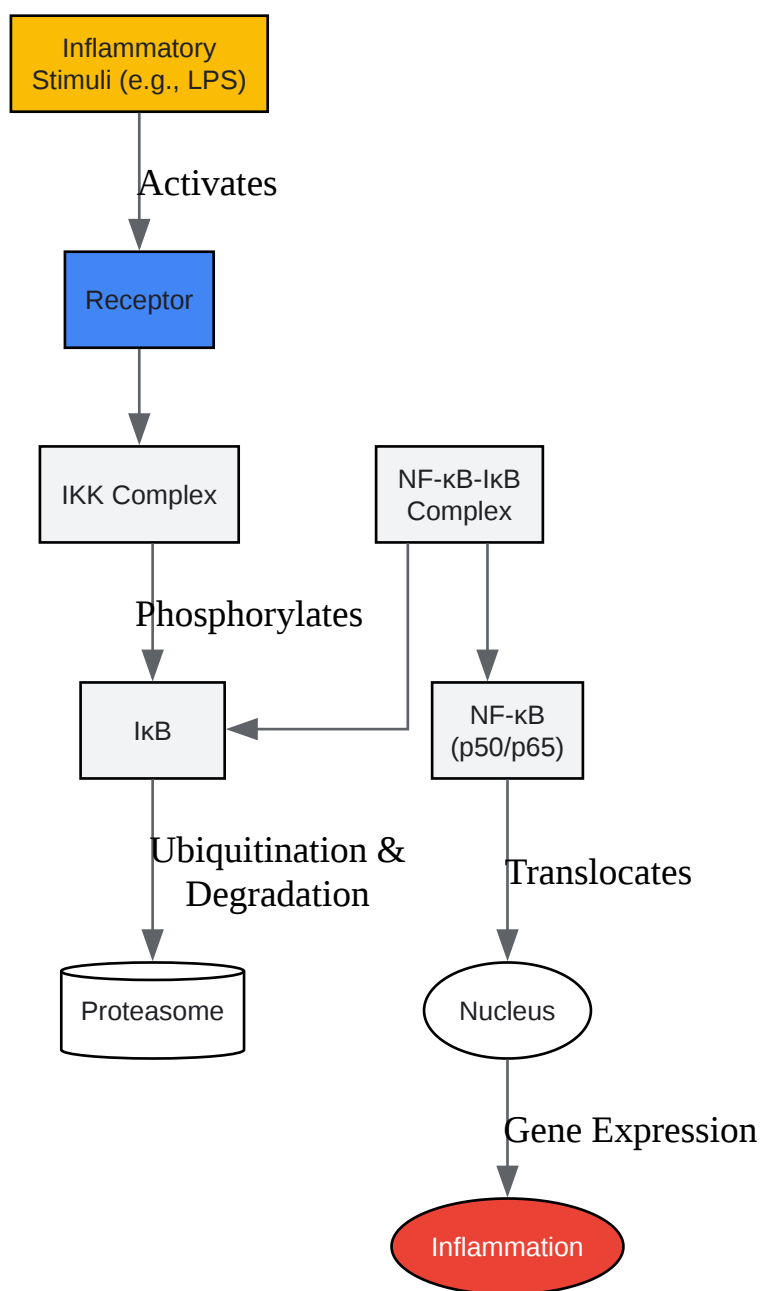 Inflammatory
Stimuli (e.g., LPS)
Activates
Receptor
IKK Complex
NF-κB-IκB
Complex
Phosphorylates
IκB
NF-κB
(p50/p65)
Ubiquitination &
Degradation
Translocates
Proteasome
Nucleus
Gene Expression
Inflammation